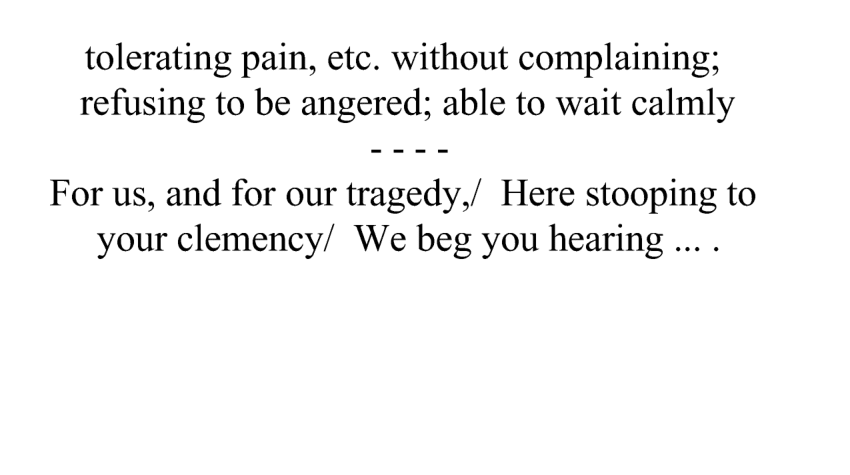 tolerating pain, etc. without complaining;
refusing to be angered; able to wait calmly
- - - -
For us, and for our tragedy,/  Here stooping to
your clemency/  We beg you hearing ... .